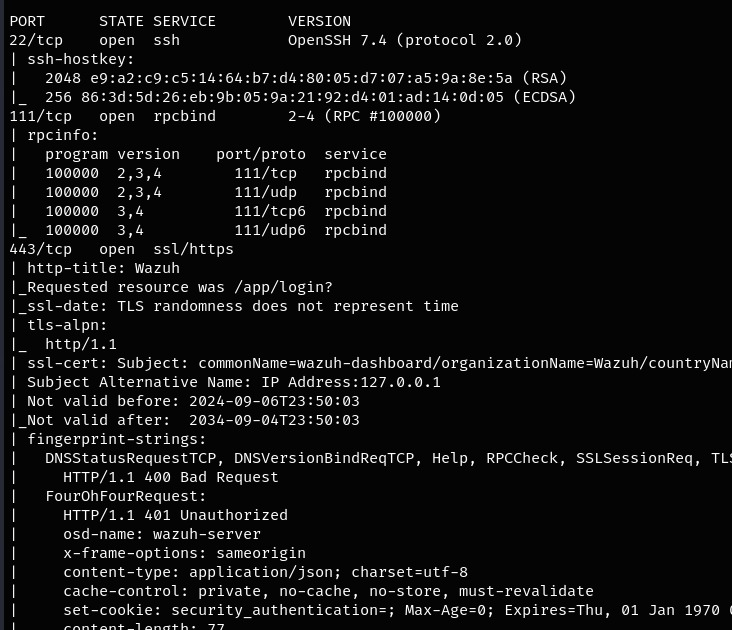 PORT      STATE SERVICE        VERSION
22/tcp    open  ssh            OpenSSH 7.4 (protocol 2.0)
| ssh-hostkey:
|   2048 e9:a2:c9:c5:14:64:b7:d4:80:05:d7:07:a5:9a:8e:5a (RSA)
|_  256 86:3d:5d:26:eb:9b:05:9a:21:92:d4:01:ad:14:0d:05 (ECDSA)
111/tcp   open  rpcbind        2-4 (RPC #100000)
| rpcinfo:
|   program version    port/proto  service
|   100000  2,3,4        111/tcp   rpcbind
|   100000  2,3,4        111/udp   rpcbind
|   100000  3,4          111/tcp6  rpcbind
|_  100000  3,4          111/udp6  rpcbind
443/tcp   open  ssl/https
| http-title: Wazuh
|_Requested resource was /app/login?
|_ssl-date: TLS randomness does not represent time
| tls-alpn:
|_  http/1.1
| ssl-cert: Subject: commonName=wazuh-dashboard/organizationName=Wazuh/countryNa
| Subject Alternative Name: IP Address:127.0.0.1
| Not valid before: 2024-09-06T23:50:03
|_Not valid after:  2034-09-04T23:50:03
| fingerprint-strings:
|   DNSStatusRequestTCP, DNSVersionBindReqTCP, Help, RPCCheck, SSLSessionReq, TLS
|     HTTP/1.1 400 Bad Request
|   FourOhFourRequest:
|     HTTP/1.1 401 Unauthorized
|     osd-name: wazuh-server
|     x-frame-options: sameorigin
|     content-type: application/json; charset=utf-8
|     cache-control: private, no-cache, no-store, must-revalidate
|     set-cookie: security_authentication=; Max-Age=0; Expires=Thu, 01 Jan 1970
|     content-length: 77